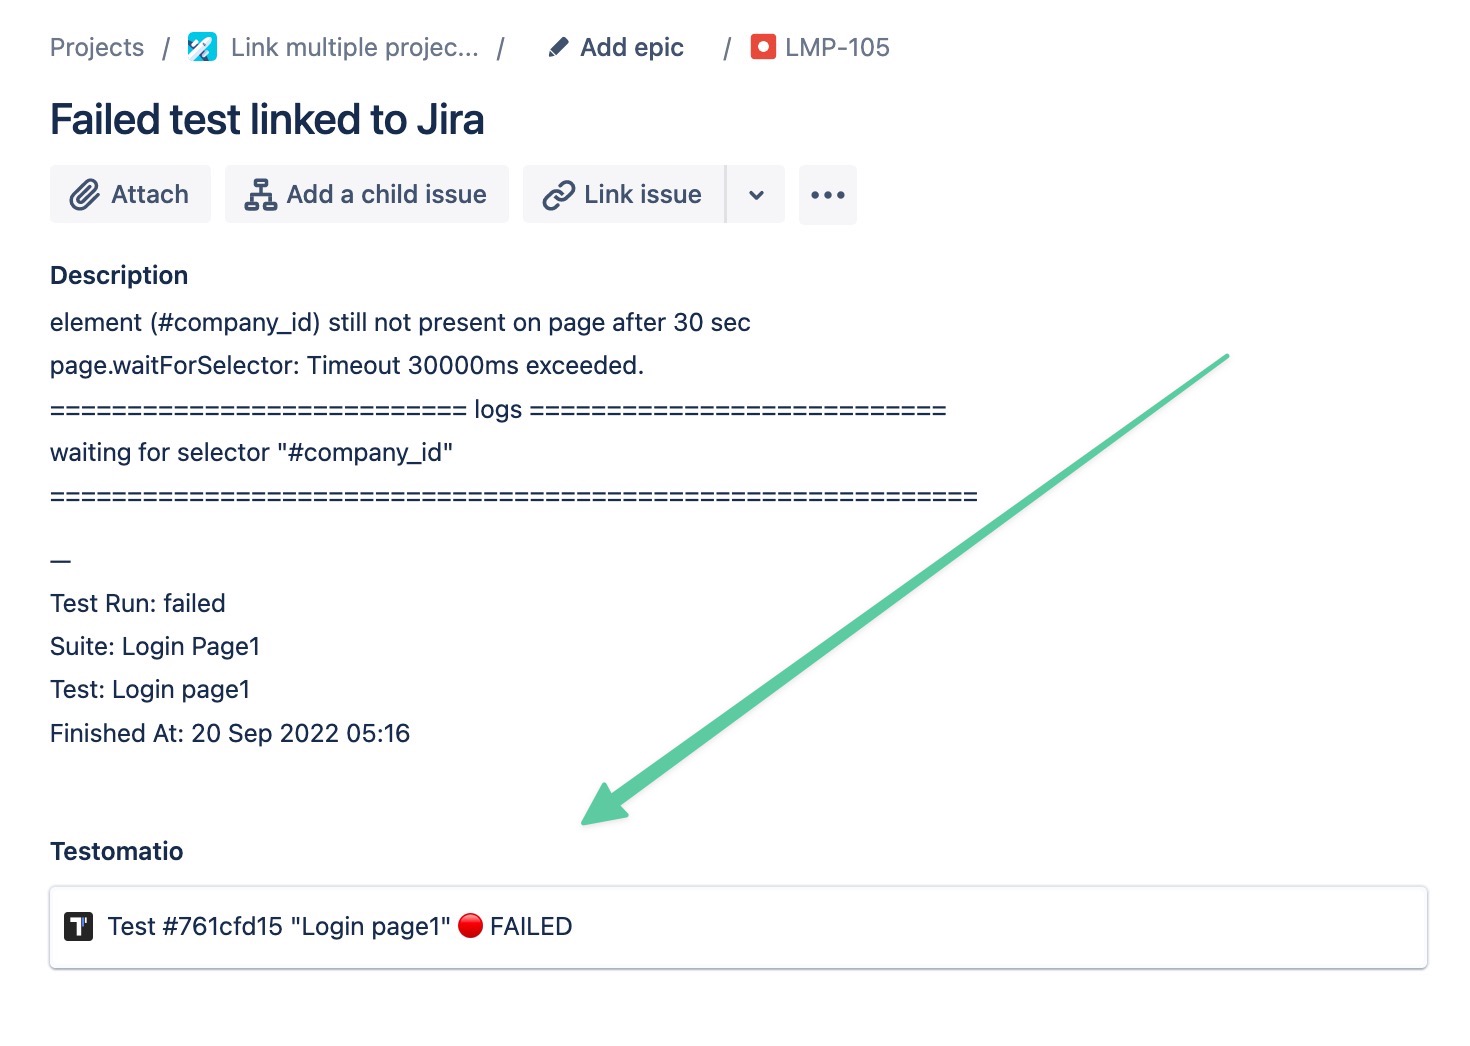 Projects / Link multiple projec... / Add epic / LMP-105
Failed test linked to Jira
Attach Add a child issue Link issue
Description
element (#company_id) still not present on page after 30 sec
page.waitForSelector: Timeout 30000ms exceeded.
=========================== logs ===========================
waiting for selector "#company_id"
============================================================
—
Test Run: failed
Suite: Login Page1
Test: Login page1
Finished At: 20 Sep 2022 05:16
Testomatio
Test #761cfd15 "Login page1" 🔴 FAILED